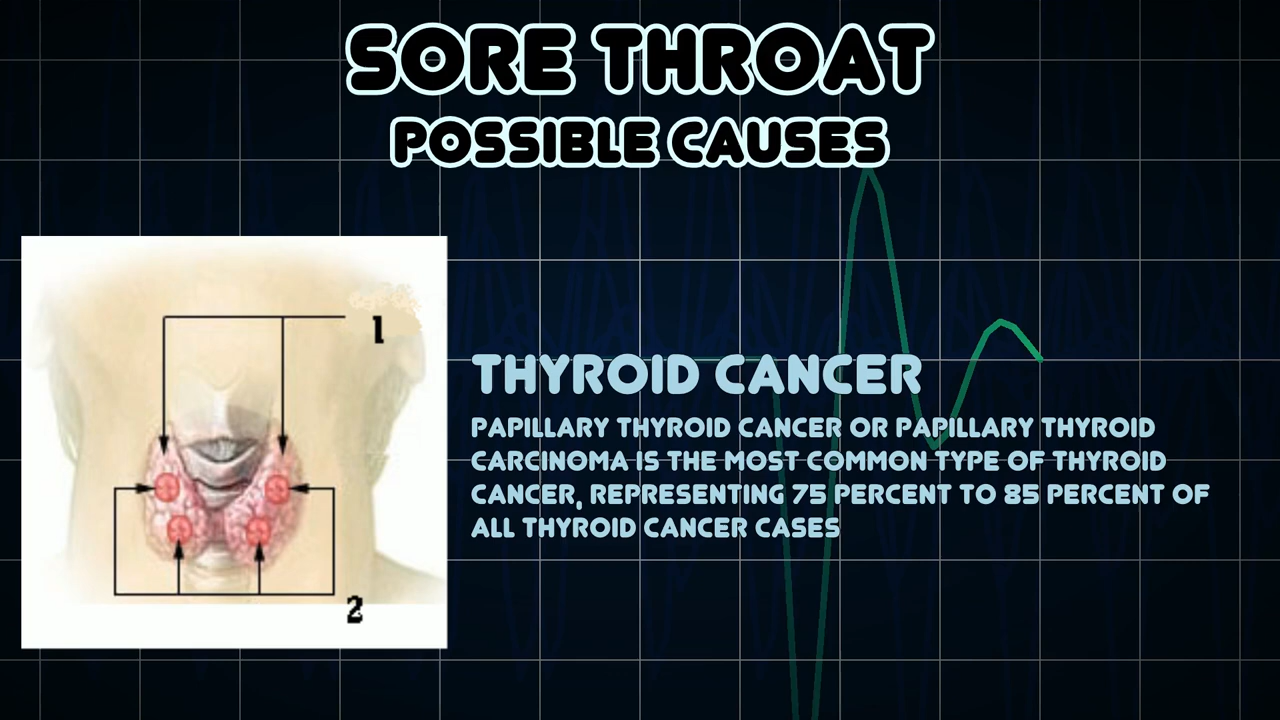 SORE THROAT
POSSIBLE CAUSES
1
THYROID CANCER
PAPILLARY THYROID CANCER OR PAPILLARY THYROID
CARCINOMA IS THE MOST COMMON TYPE OF THYROID
CANCER, REPRESENTING 75 PERCENT TO 85 PERCENT OF
ALL THYROID CANCER CASES
2